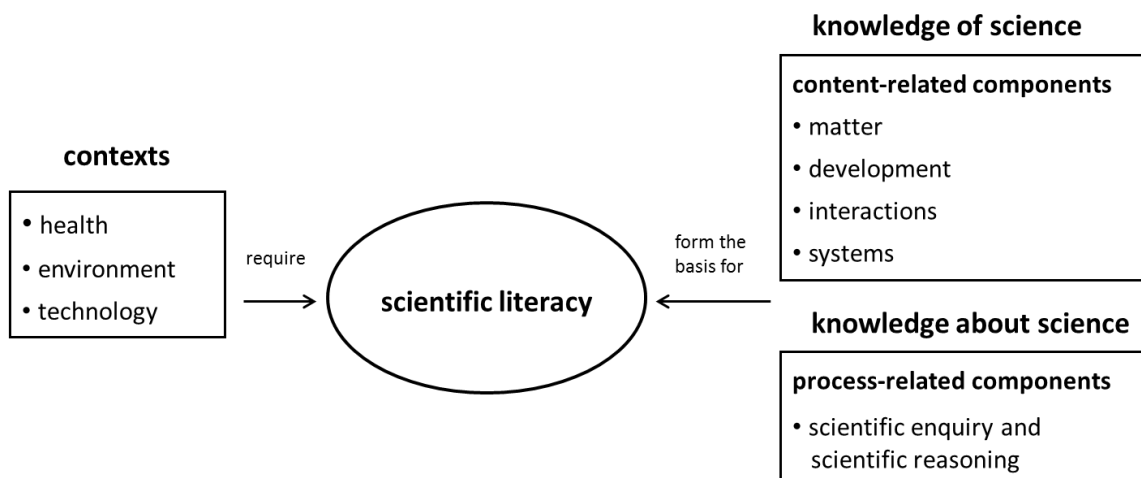 contexts
• health
• environment
• technology
require
scientific literacy
form the
basis for
knowledge of science
content-related components
• matter
• development
• interactions
• systems
knowledge about science
process-related components
• scientific enquiry and
scientific reasoning